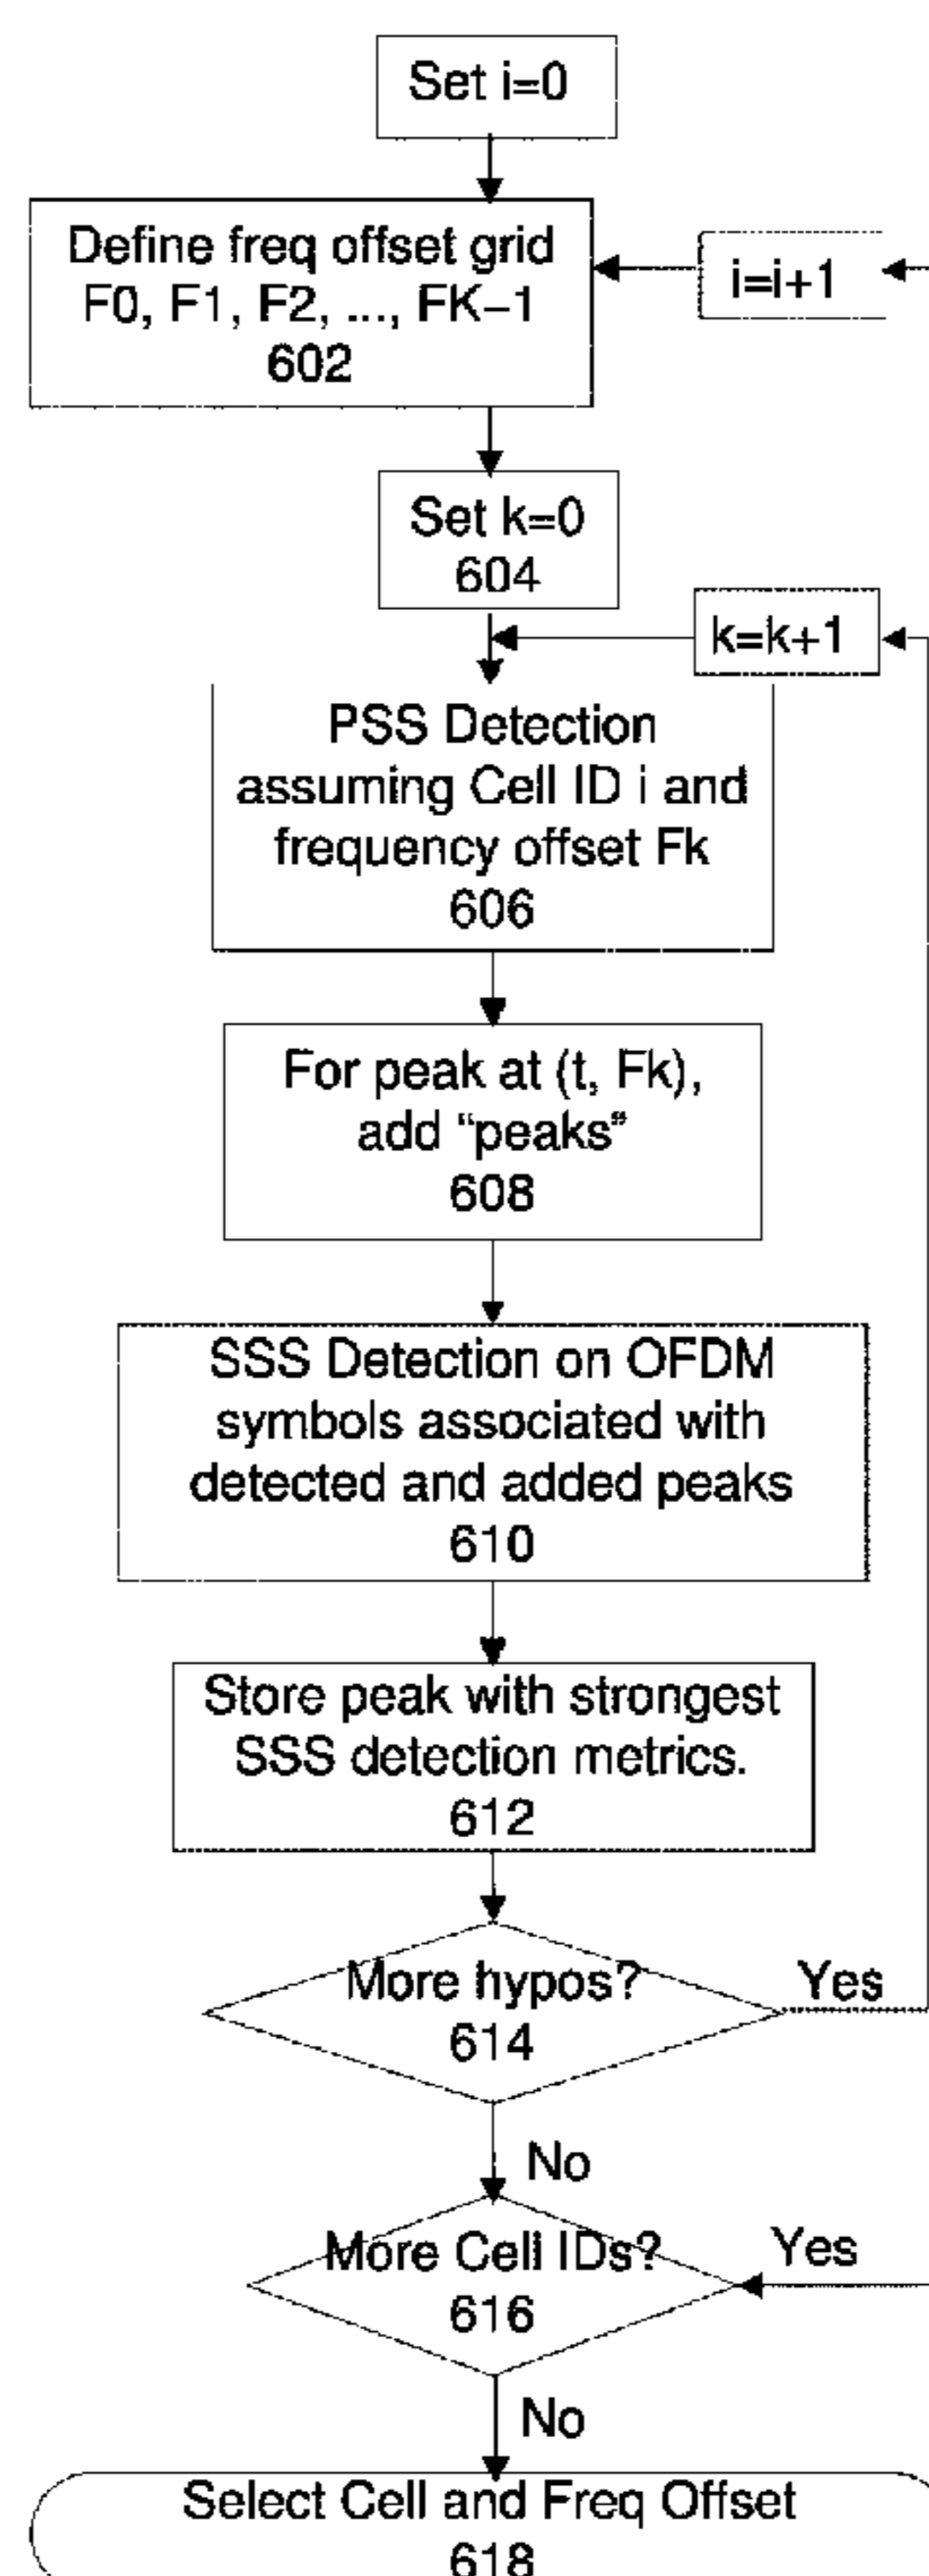 Set i=0
Define freq offset grid
F0, F1, F2, ..., FK−1
602
i=i+1
Set k=0
604
k=k+1
PSS Detection
assuming Cell ID i and
frequency offset Fk
606
For peak at (t, Fk),
add “peaks”
608
SSS Detection on OFDM
symbols associated with
detected and added peaks
610
Store peak with strongest
SSS detection metrics.
612
More hypos?
614
Yes
No
More Cell IDs?
616
Yes
No
Select Cell and Freq Offset
618